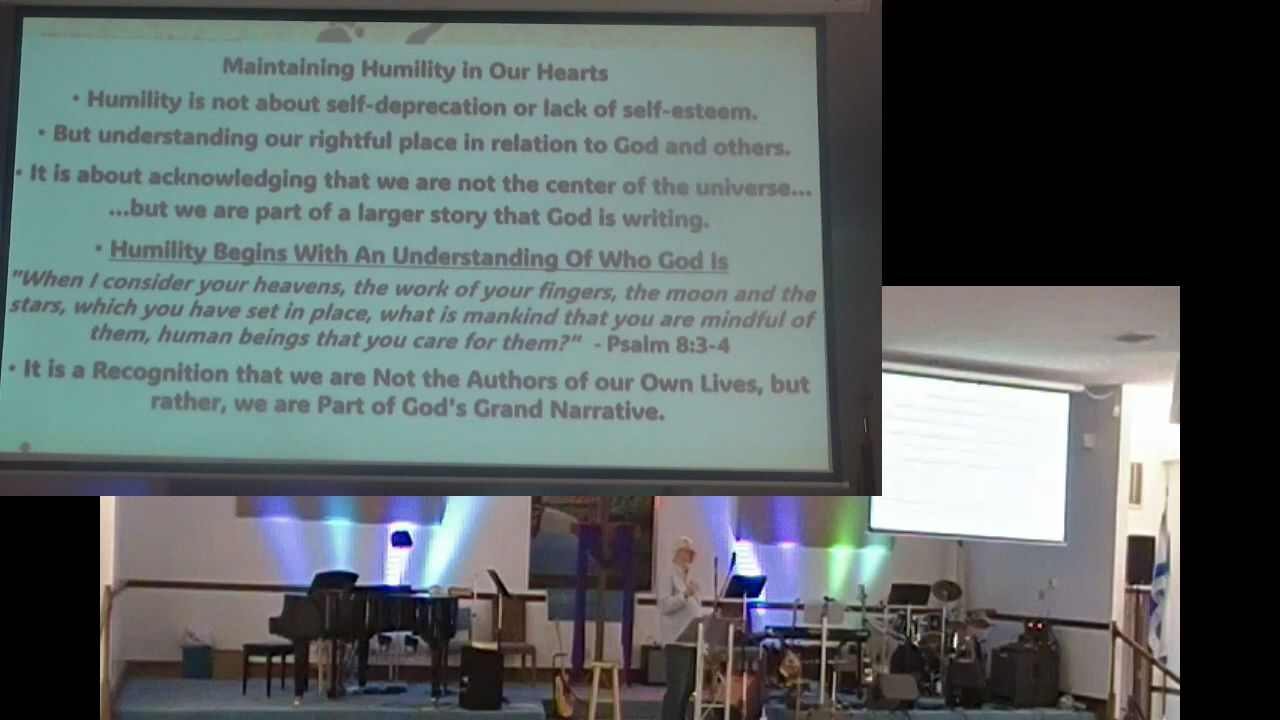 Maintaining Humility in Our Hearts
• Humility is not about self-deprecation or lack of self-esteem.
• But understanding our rightful place in relation to God and others.
• It is about acknowledging that we are not the center of the universe...
...but we are part of a larger story that God is writing.
• Humility Begins With An Understanding Of Who God Is
"When I consider your heavens, the work of your fingers, the moon and the
stars, which you have set in place, what is mankind that you are mindful of
them, human beings that you care for them?" - Psalm 8:3-4
• It is a Recognition that we are Not the Authors of our Own Lives, but
rather, we are Part of God's Grand Narrative.